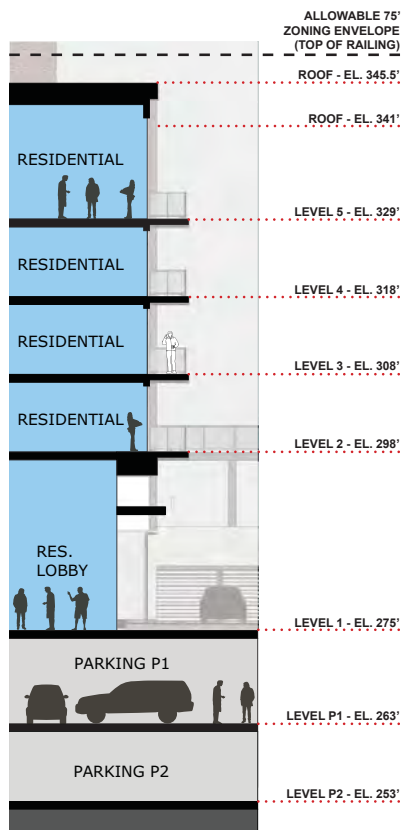 ALLOWABLE 75'
ZONING ENVELOPE
(TOP OF RAILING)
ROOF - EL. 345.5'
ROOF - EL. 341'
RESIDENTIAL
LEVEL 5 - EL. 329'
RESIDENTIAL
LEVEL 4 - EL. 318'
RESIDENTIAL
LEVEL 3 - EL. 308'
RESIDENTIAL
LEVEL 2 - EL. 298'
RES.
LOBBY
LEVEL 1 - EL. 275'
PARKING P1
LEVEL P1 - EL. 263'
PARKING P2
LEVEL P2 - EL. 253'